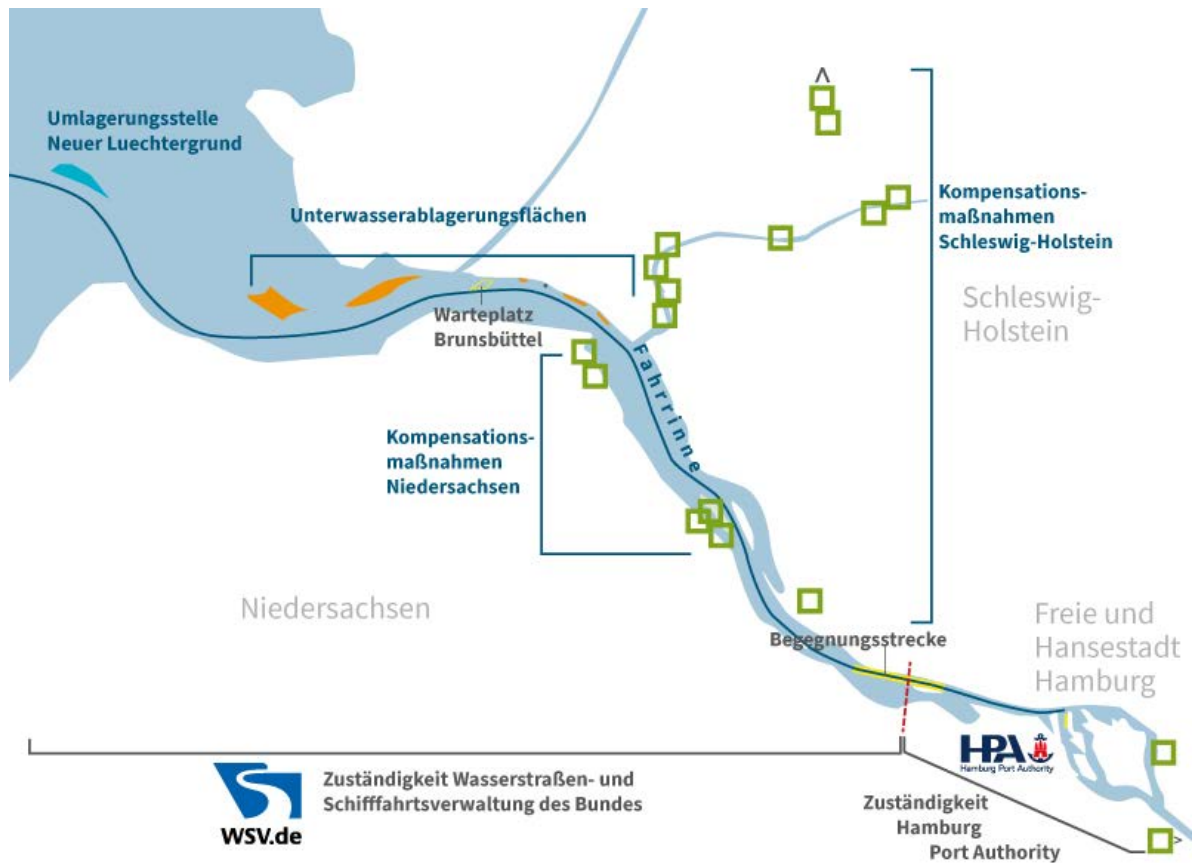 Umlagerungsstelle
Neuer Luechtergrund
Unterwasserablagerungsflächen
Kompensations-
maßnahmen
Schleswig-Holstein
Schleswig-
Holstein
Warteplatz
Brunsbüttel
Fahrrinne
Kompensations-
maßnahmen
Niedersachsen
Niedersachsen
Begegnungsstrecke
Freie und
Hansestadt
Hamburg
HPA
Hamburg Port Authority
WSV.de
Zuständigkeit Wasserstraßen- und
Schifffahrtsverwaltung des Bundes
Zuständigkeit
Hamburg
Port Authority